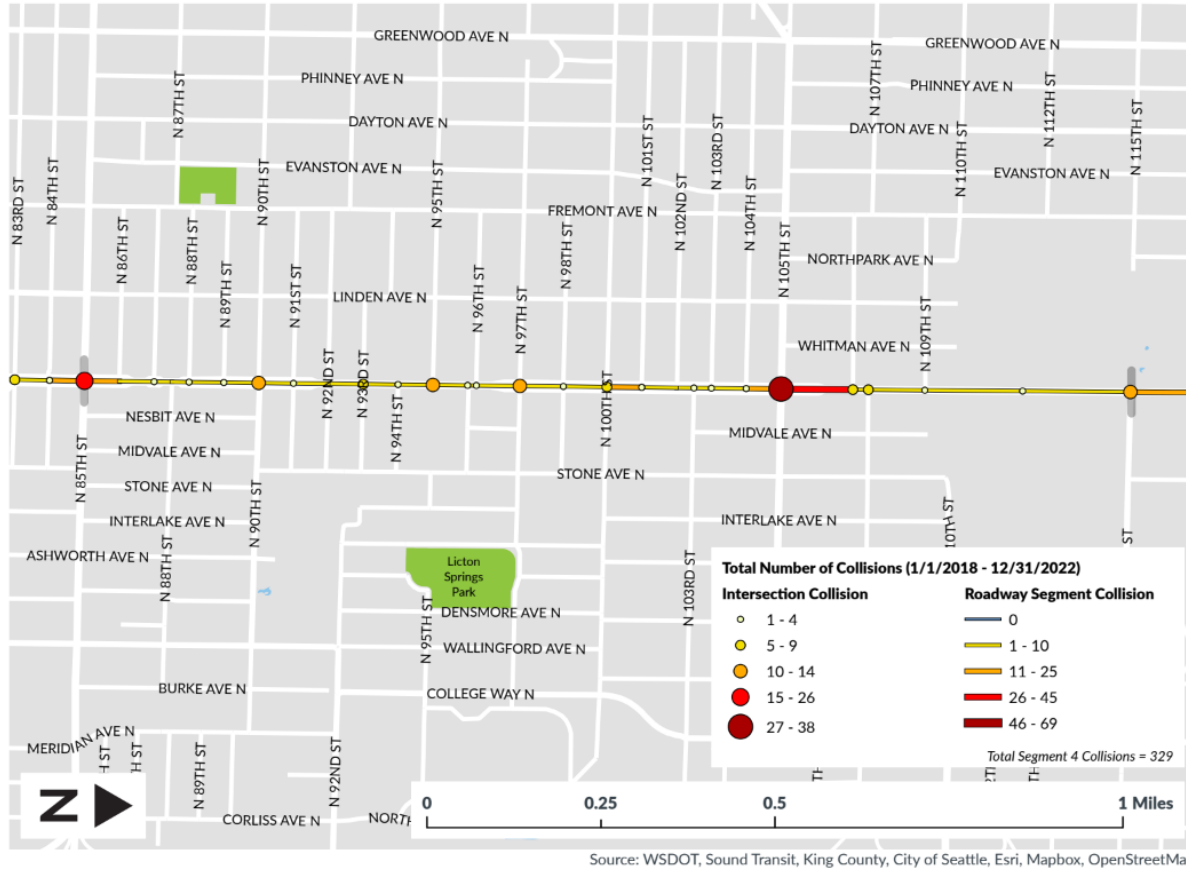 GREENWOOD AVE N
GREENWOOD AVE N
PHINNEY AVE N
PHINNEY AVE N
N 87TH ST
N 107TH ST
N 112TH ST
DAYTON AVE N
DAYTON AVE N
N 101ST ST
N 103RD ST
N 110TH ST
N 115TH ST
EVANSTON AVE N
EVANSTON AVE N
N 83RD ST
N 84TH ST
N 90TH ST
N 95TH ST
N 102ND ST
N 104TH ST
FREMONT AVE N
N 86TH ST
N 88TH ST
N 98TH ST
N 105TH ST
NORTHPARK AVE N
N 89TH ST
N 91ST ST
N 96TH ST
LINDEN AVE N
N 97TH ST
N 109TH ST
WHITMAN AVE N
N 92ND ST
N 93RD ST
N 100TH ST
N 94TH ST
NESBIT AVE N
MIDVALE AVE N
MIDVALE AVE N
N 85TH ST
STONE AVE N
STONE AVE N
N 90TH ST
INTERLAKE AVE N
INTERLAKE AVE N
10TH ST
ST
ASHWORTH AVE N
N 88TH ST
N 103RD ST
Licton
Springs
Park
N 95TH ST
DENSMORE AVE N
WALLINGFORD AVE N
BURKE AVE N
COLLEGE WAY N
MERIDIAN AVE N
H ST
H ST
N 89TH ST
N 92ND ST
CORLISS AVE N
NORTH
Total Number of Collisions (1/1/2018 - 12/31/2022)
Intersection Collision
1 - 4
5 - 9
10 - 14
15 - 26
27 - 38
Roadway Segment Collision
0
1 - 10
11 - 25
26 - 45
46 - 69
Total Segment 4 Collisions = 329
N
0 0.25 0.5 1 Miles
Source: WSDOT, Sound Transit, King County, City of Seattle, Esri, Mapbox, OpenStreetMa